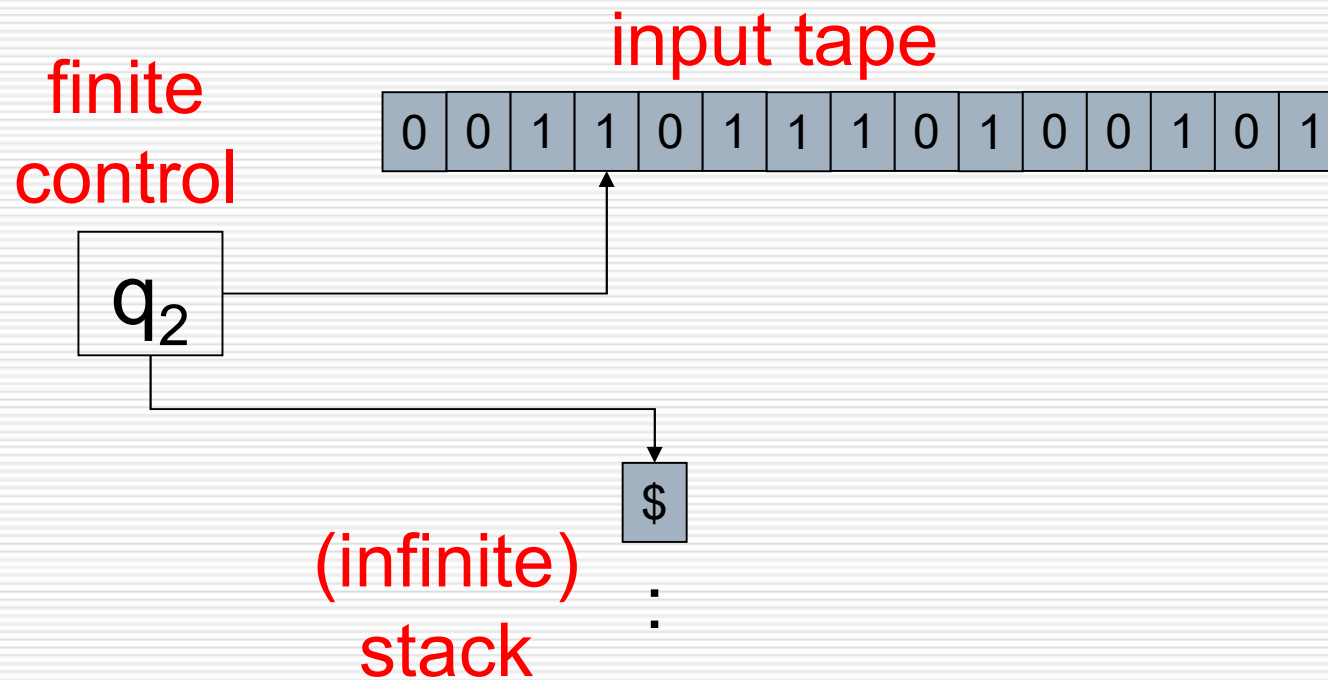 input tape
finite
control
0 0 1 1 0 1 1 1 0 1 0 0 1 0 1
q₂
$
(infinite)
:
stack